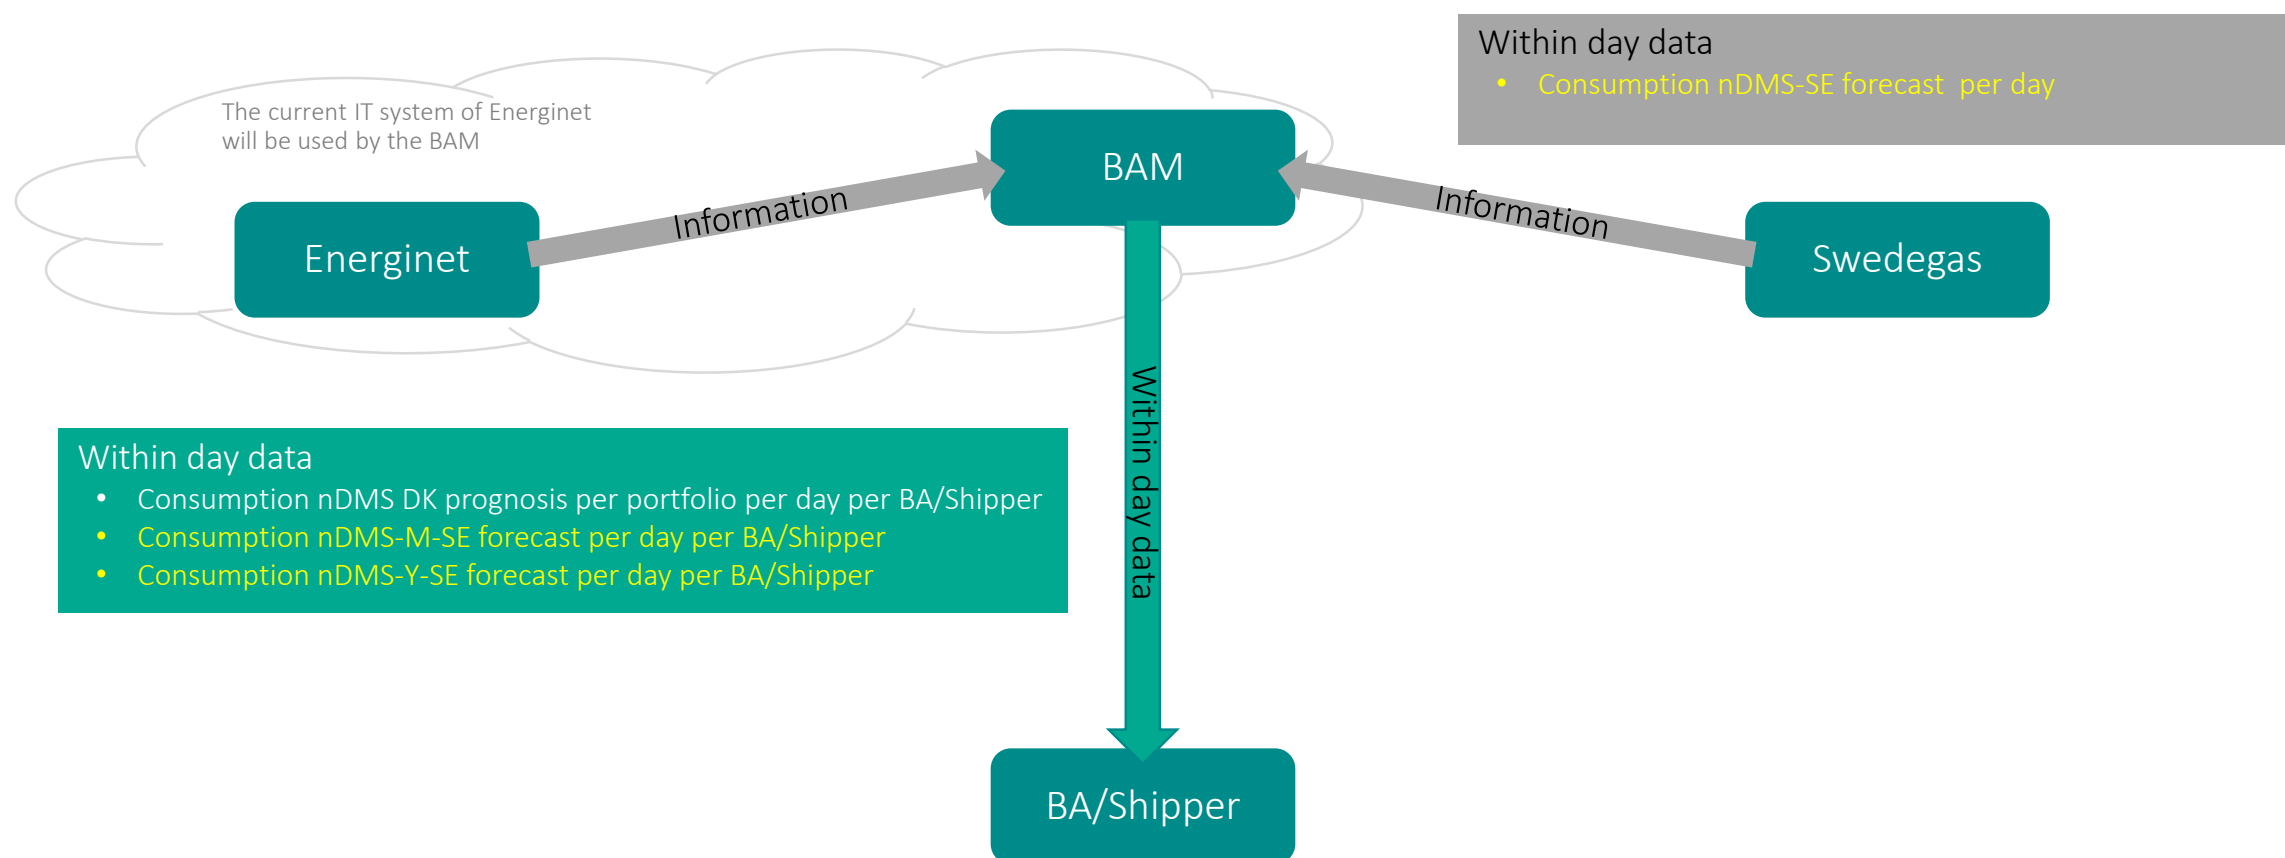 Within day data
• Consumption nDMS-SE forecast per day
The current IT system of Energinet
will be used by the BAM
BAM
Information
Information
Energinet
Swedegas
Within day data
Within day data
• Consumption nDMS DK prognosis per portfolio per day per BA/Shipper
• Consumption nDMS-M-SE forecast per day per BA/Shipper
• Consumption nDMS-Y-SE forecast per day per BA/Shipper
BA/Shipper